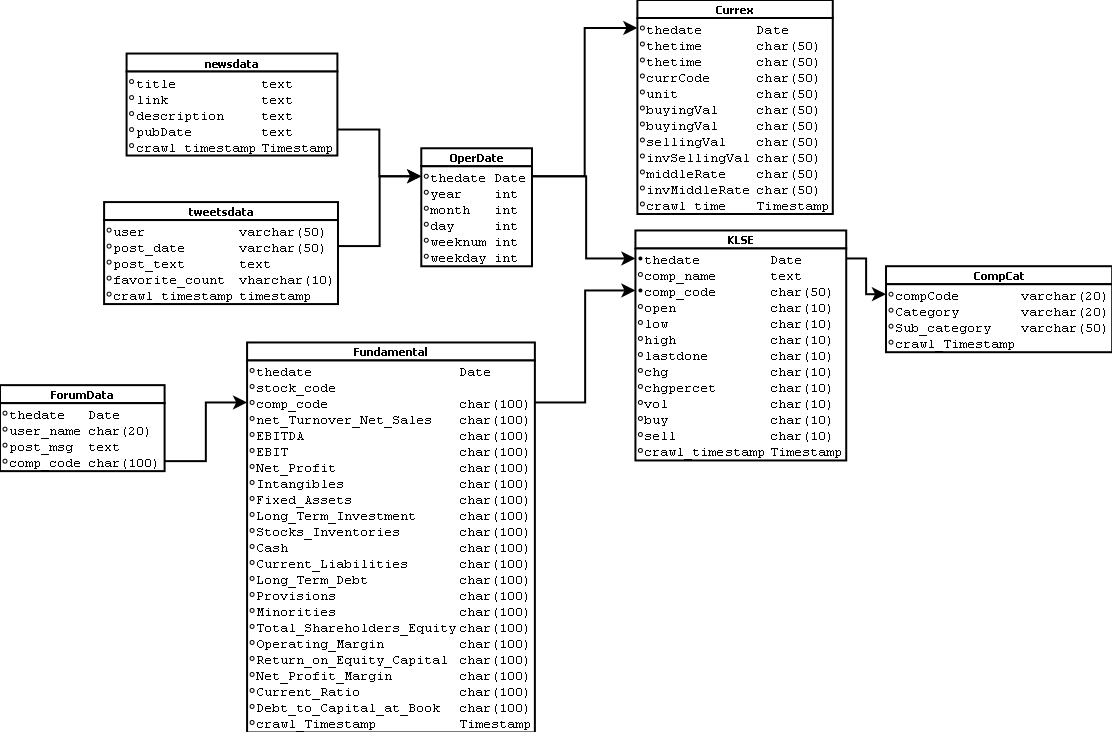 Currex
thedate Date
thetime char(50)
thetime char(50)
currCode char(50)
unit char(50)
buyingVal char(50)
buyingVal char(50)
sellingVal char(50)
invSellingVal char(50)
middleRate char(50)
invMiddleRate char(50)
crawl_time Timestamp
newsdata
title text
link text
description text
pubDate text
crawl_timestamp Timestamp
OperDate
thedate Date
year int
month int
day int
weeknum int
weekday int
tweetsdata
user varchar(50)
post_date varchar(50)
post_text text
favorite_count vharchar(10)
crawl_timestamp timestamp
KLSE
thedate Date
comp_name text
comp_code char(50)
open char(10)
low char(10)
high char(10)
lastdone char(10)
chg char(10)
chgpercet char(10)
vol char(10)
buy char(10)
sell char(10)
crawl_timestamp Timestamp
CompCat
compCode varchar(20)
Category varchar(20)
Sub_category varchar(50)
crawl_Timestamp
Fundamental
thedate Date
stock_code
comp_code char(100)
net_Turnover_Net_Sales char(100)
EBITDA char(100)
EBIT char(100)
Net_Profit char(100)
Intangibles char(100)
Fixed_Assets char(100)
Long_Term_Investment char(100)
Stocks_Inventories char(100)
Cash char(100)
Current_Liabilities char(100)
Long_Term_Debt char(100)
Provisions char(100)
Minorities char(100)
Total_Shareholders_Equity char(100)
Operating_Margin char(100)
Return_on_Equity_Capital char(100)
Net_Profit_Margin char(100)
Current_Ratio char(100)
Debt_to_Capital_at_Book char(100)
crawl_Timestamp Timestamp
ForumData
thedate Date
user_name char(20)
post_msg text
comp_code char(100)